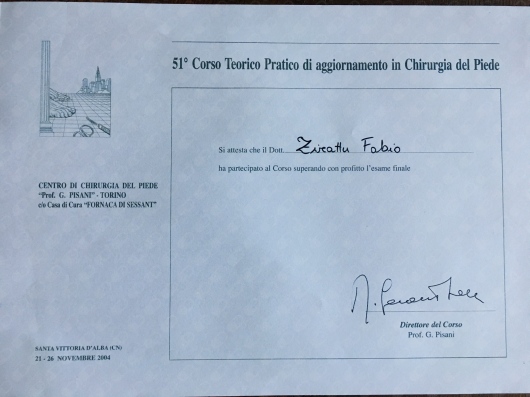 51° Corso Teorico Pratico di aggiornamento in Chirurgia del Piede
Si attesta che il Dott. Zirattu Fabio
ha partecipato al Corso superando con profitto l'esame finale
CENTRO DI CHIRURGIA DEL PIEDE
"Prof. G. PISANI" - TORINO
c/o Casa di Cura "FORNACA DI SESSANT"
Direttore del Corso
Prof. G. Pisani
SANTA VITTORIA D'ALBA (CN)
21 - 26 NOVEMBRE 2004